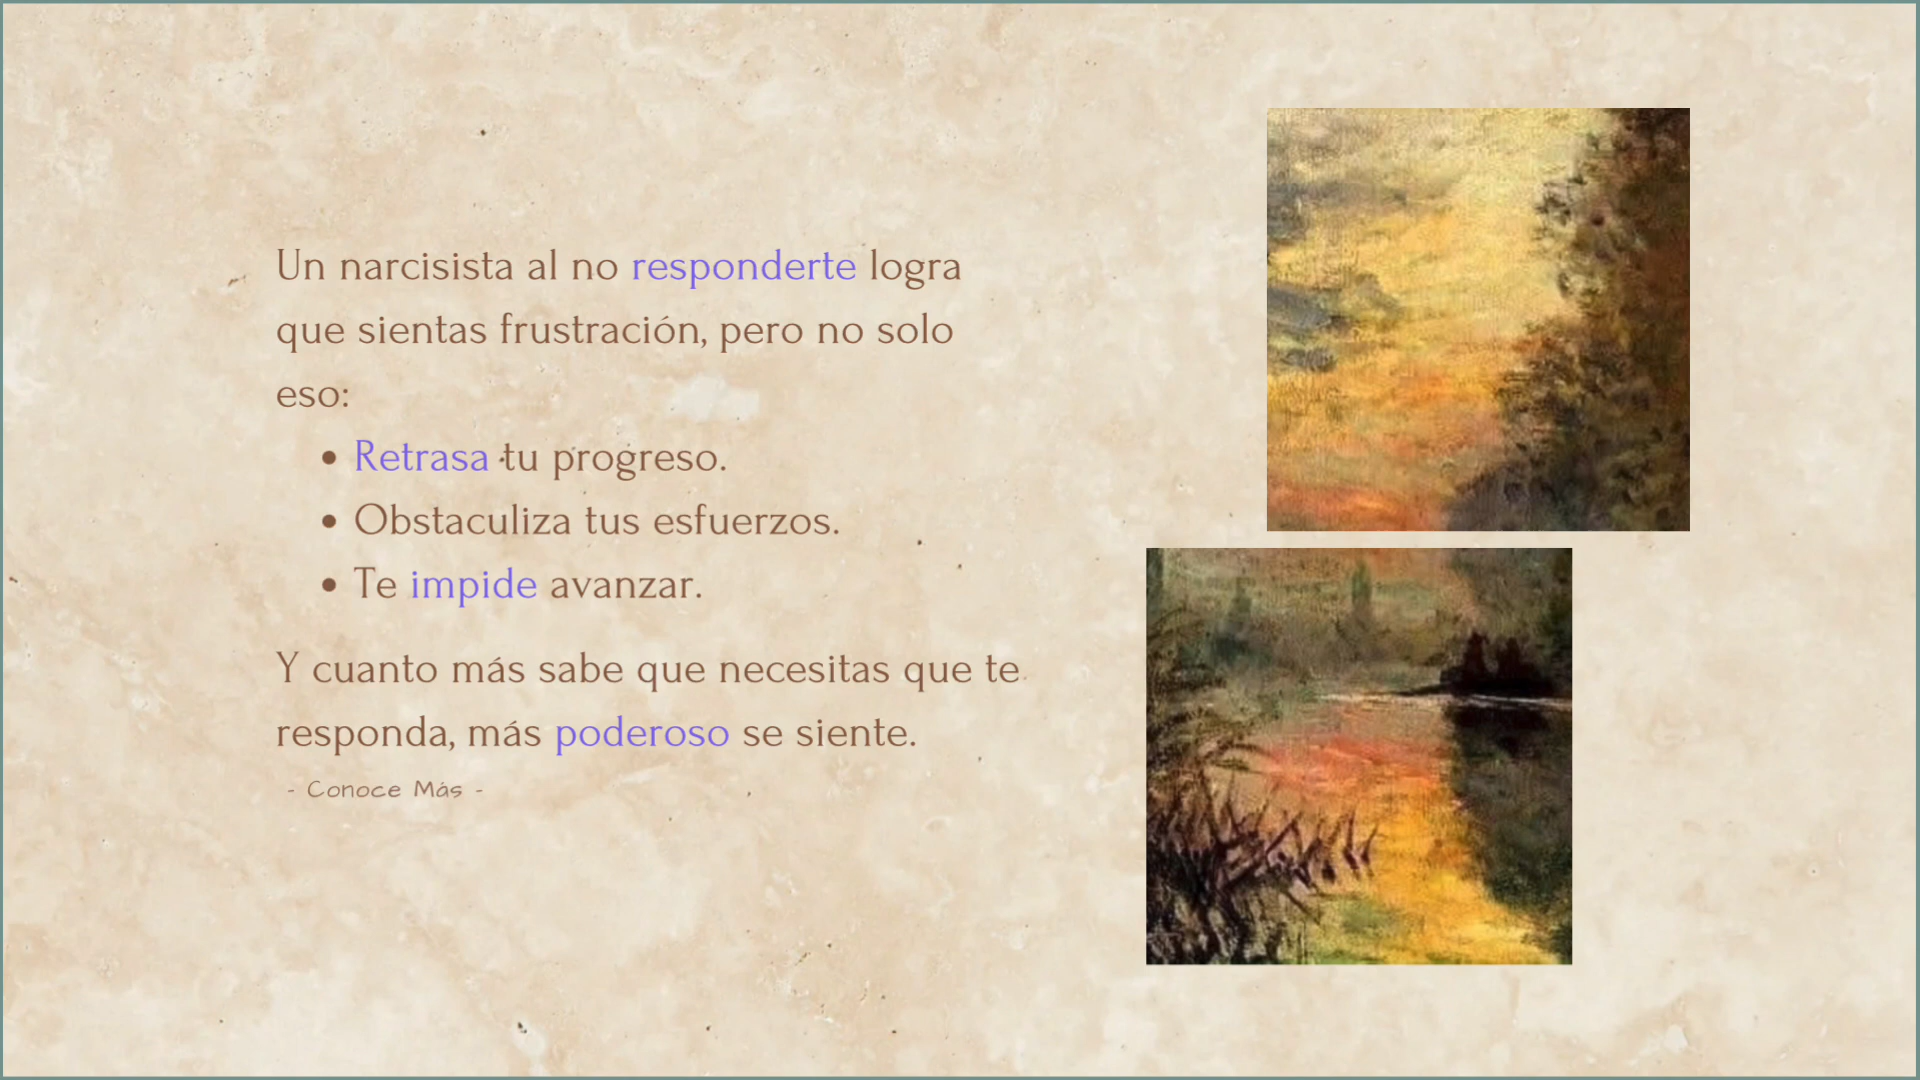 Un narcisista al no responderte logra
que sientas frustración, pero no solo
eso:
• Retrasa tu progreso.
• Obstaculiza tus esfuerzos.
• Te impide avanzar.
Y cuanto más sabe que necesitas que te
responda, más poderoso se siente.
- Conoce Más -